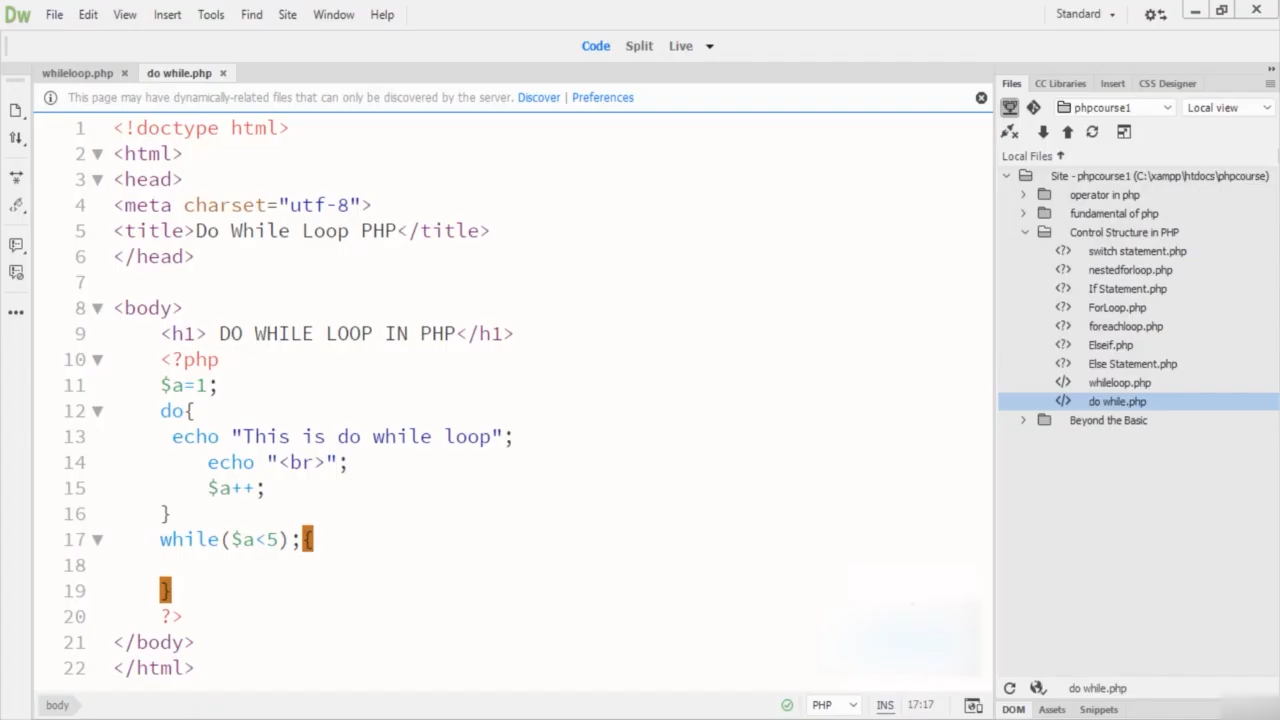 Dw File Edit View Insert Tools Find Site Window Help Standard
Code Split Live
whileloop.php × do while.php ×
This page may have dynamically-related files that can only be discovered by the server. Discover | Preferences
1 <!doctype html>
2 <html>
3 <head>
4 <meta charset="utf-8">
5 <title>Do While Loop PHP</title>
6 </head>
7
8 <body>
9 <h1> DO WHILE LOOP IN PHP</h1>
10 <?php
11 $a=1;
12 do{
13 echo "This is do while loop";
14 echo "<br>";
15 $a++;
16 }
17 while($a<5);{
18
19 }
20 ?>
21 </body>
22 </html>
body PHP INS 17:17
Files CC Libraries Insert CSS Designer
phpcourse1 Local view
Local Files
Site - phpcourse1 (C:\xampp\htdocs\phpcourse)
operator in php
fundamental of php
Control Structure in PHP
switch statement.php
nestedforloop.php
If Statement.php
ForLoop.php
foreachloop.php
Elseif.php
Else Statement.php
whileloop.php
do while.php
Beyond the Basic
do while.php
DOM Assets Snippets